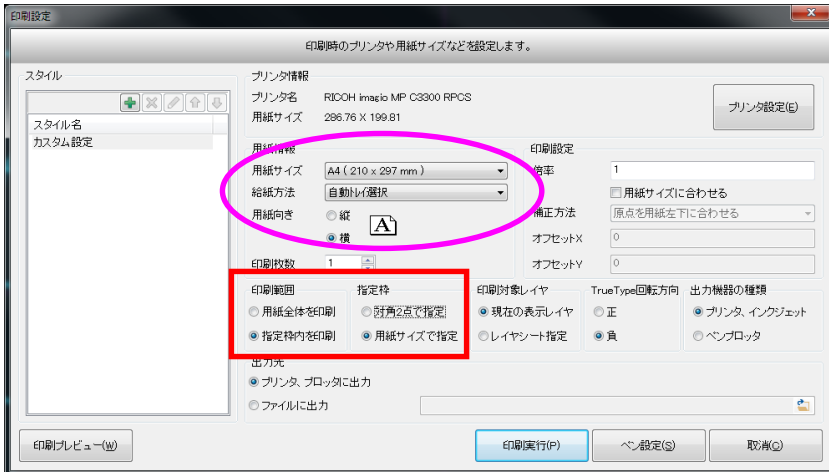 印刷設定
印刷時のプリンタや用紙サイズなどを設定します。
スタイル
スタイル名
カスタム設定
プリンタ情報
プリンタ名 RICOH imagio MP C3300 RPCS
用紙サイズ 286.76 X 199.81
プリンタ設定(E)
用紙情報
用紙サイズ A4 ( 210 x 297 mm )
給紙方法 自動トレイ選択
用紙向き 縦
横
A
印刷枚数 1
印刷設定
倍率 1
用紙サイズに合わせる
補正方法 原点を用紙左下に合わせる
オフセットX 0
オフセットY 0
印刷範囲
用紙全体を印刷
指定枠内を印刷
指定枠
対角2点で指定
用紙サイズで指定
印刷対象レイヤ
現在の表示レイヤ
レイヤシート指定
TrueType回転方向
正
負
出力機器の種類
プリンタ、インクジェット
ペンプロッタ
出力先
プリンタ、プロッタに出力
ファイルに出力
印刷プレビュー(W)
印刷実行(P)
ペン設定(S)
取消(C)